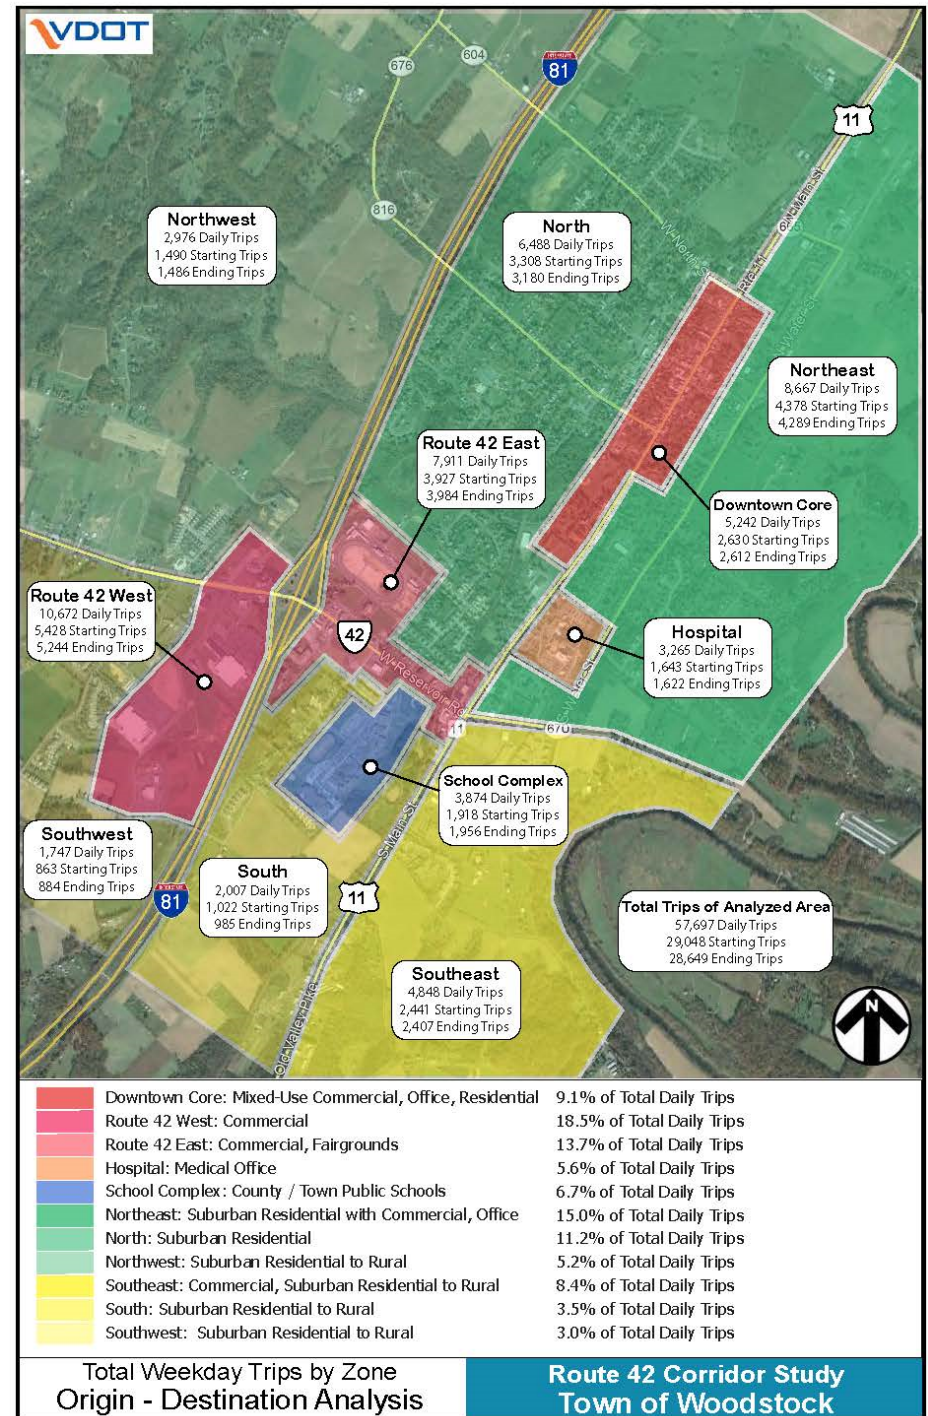 VDOT
676
604
81
11
816
Northwest
2,976 Daily Trips
1,490 Starting Trips
1,486 Ending Trips
North
6,488 Daily Trips
3,308 Starting Trips
3,180 Ending Trips
W North St
N Main St
Rte 11
Northeast
8,667 Daily Trips
4,378 Starting Trips
4,289 Ending Trips
Route 42 East
7,911 Daily Trips
3,927 Starting Trips
3,984 Ending Trips
Downtown Core
5,242 Daily Trips
2,630 Starting Trips
2,612 Ending Trips
Route 42 West
10,672 Daily Trips
5,428 Starting Trips
5,244 Ending Trips
42
Hospital
3,265 Daily Trips
1,643 Starting Trips
1,622 Ending Trips
W Reservoir Rd
11
670
School Complex
3,874 Daily Trips
1,918 Starting Trips
1,956 Ending Trips
S Main St
Southwest
1,747 Daily Trips
863 Starting Trips
884 Ending Trips
South
2,007 Daily Trips
1,022 Starting Trips
985 Ending Trips
81
11
Total Trips of Analyzed Area
57,697 Daily Trips
29,048 Starting Trips
28,649 Ending Trips
Southeast
4,848 Daily Trips
2,441 Starting Trips
2,407 Ending Trips
Old Valley Pike
N
Downtown Core: Mixed-Use Commercial, Office, Residential 9.1% of Total Daily Trips
Route 42 West: Commercial 18.5% of Total Daily Trips
Route 42 East: Commercial, Fairgrounds 13.7% of Total Daily Trips
Hospital: Medical Office 5.6% of Total Daily Trips
School Complex: County / Town Public Schools 6.7% of Total Daily Trips
Northeast: Suburban Residential with Commercial, Office 15.0% of Total Daily Trips
North: Suburban Residential 11.2% of Total Daily Trips
Northwest: Suburban Residential to Rural 5.2% of Total Daily Trips
Southeast: Commercial, Suburban Residential to Rural 8.4% of Total Daily Trips
South: Suburban Residential to Rural 3.5% of Total Daily Trips
Southwest: Suburban Residential to Rural 3.0% of Total Daily Trips
Total Weekday Trips by Zone
Origin - Destination Analysis
Route 42 Corridor Study
Town of Woodstock